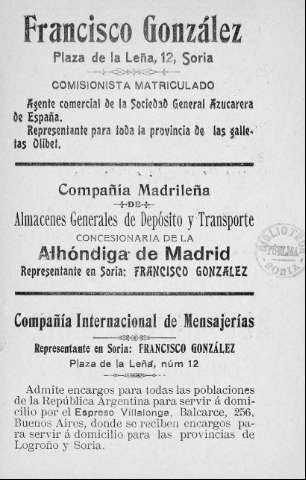 Francisco González
Plaza de la Leña, 12, Soria
COMISIONISTA MATRICULADO
Agente comercial de la Sociedad General Azucarera
de España.
Representante para toda la provincia de las galle-
tas Olibet.
Compañía Madrileña
DE
Almacenes Generales de Depósito y Transporte
CONCESIONARIA DE LA
Alhóndiga de Madrid
Representante en Soria: FRANCISCO GONZALEZ
BIBLIOTECA
PÚBLICA
SORIA
Compañía Internacional de Mensajerías
Representante en Soria: FRANCISCO GONZÁLEZ
Plaza de la Leña, núm 12
Admite encargos para todas las poblaciones
de la República Argentina para servir á domi-
cilio por el Espreso Villalonga, Balcarce, 256,
Buenos Aires, donde se reciben encargos pa-
ra servir á domicilio para las provincias de
Logroño y Soria.